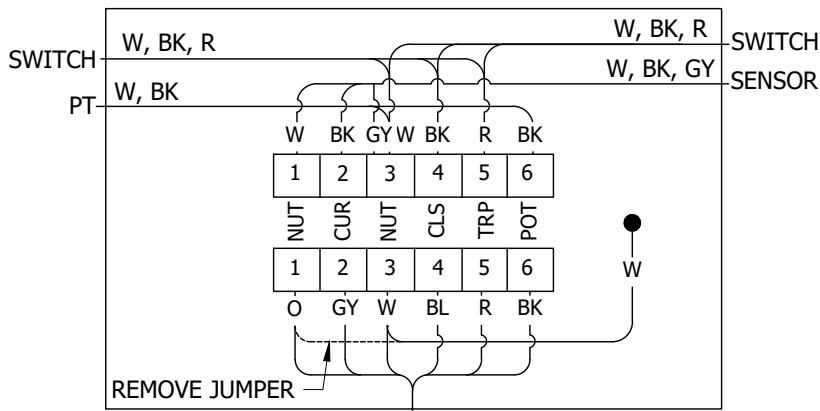 W, BK, R
W, BK, R
SWITCH
SWITCH
W, BK, GY
SENSOR
W, BK
PT
W BK GY W BK R BK
1 2 3 4 5 6
NUT CUR NUT CLS TRP POT
1 2 3 4 5 6
W
O GY W BL R BK
REMOVE JUMPER